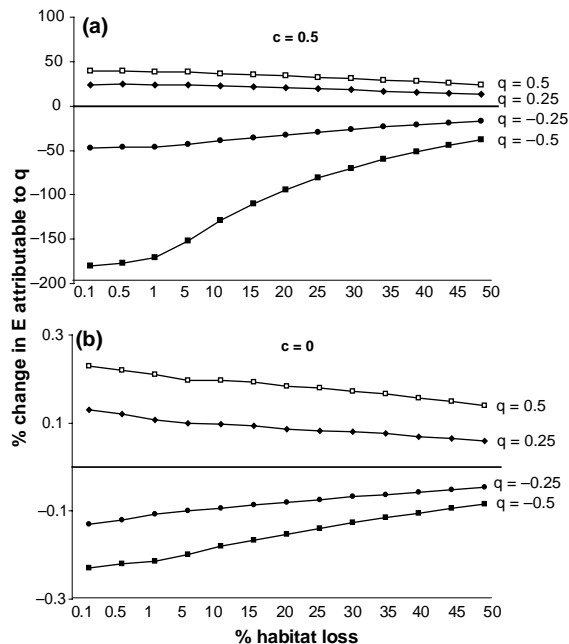 (a)
c = 0.5
100
50
0
–50
–100
–150
–200
q = 0.5
q = 0.25
q = –0.25
q = –0.5
0.1 0.5 1 5 10 15 20 25 30 35 40 45 50
% change in E attributable to q
(b)
c = 0
0.3
0.1
–0.1
–0.3
q = 0.5
q = 0.25
q = –0.25
q = –0.5
0.1 0.5 1 5 10 15 20 25 30 35 40 45 50
% habitat loss